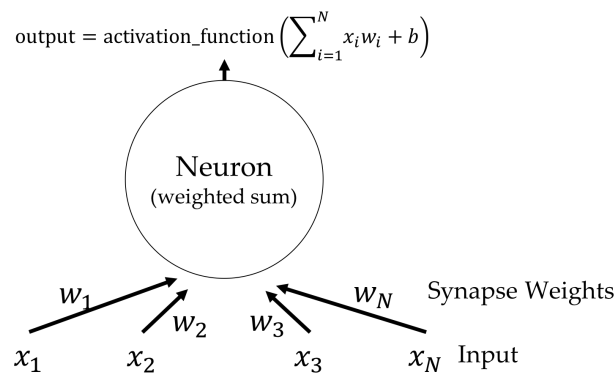 output = activation_function(∑_{i=1}^{N} x_i w_i + b)
Neuron
(weighted sum)
w_1 w_2 w_3 w_N Synapse Weights
x_1 x_2 x_3 x_N Input